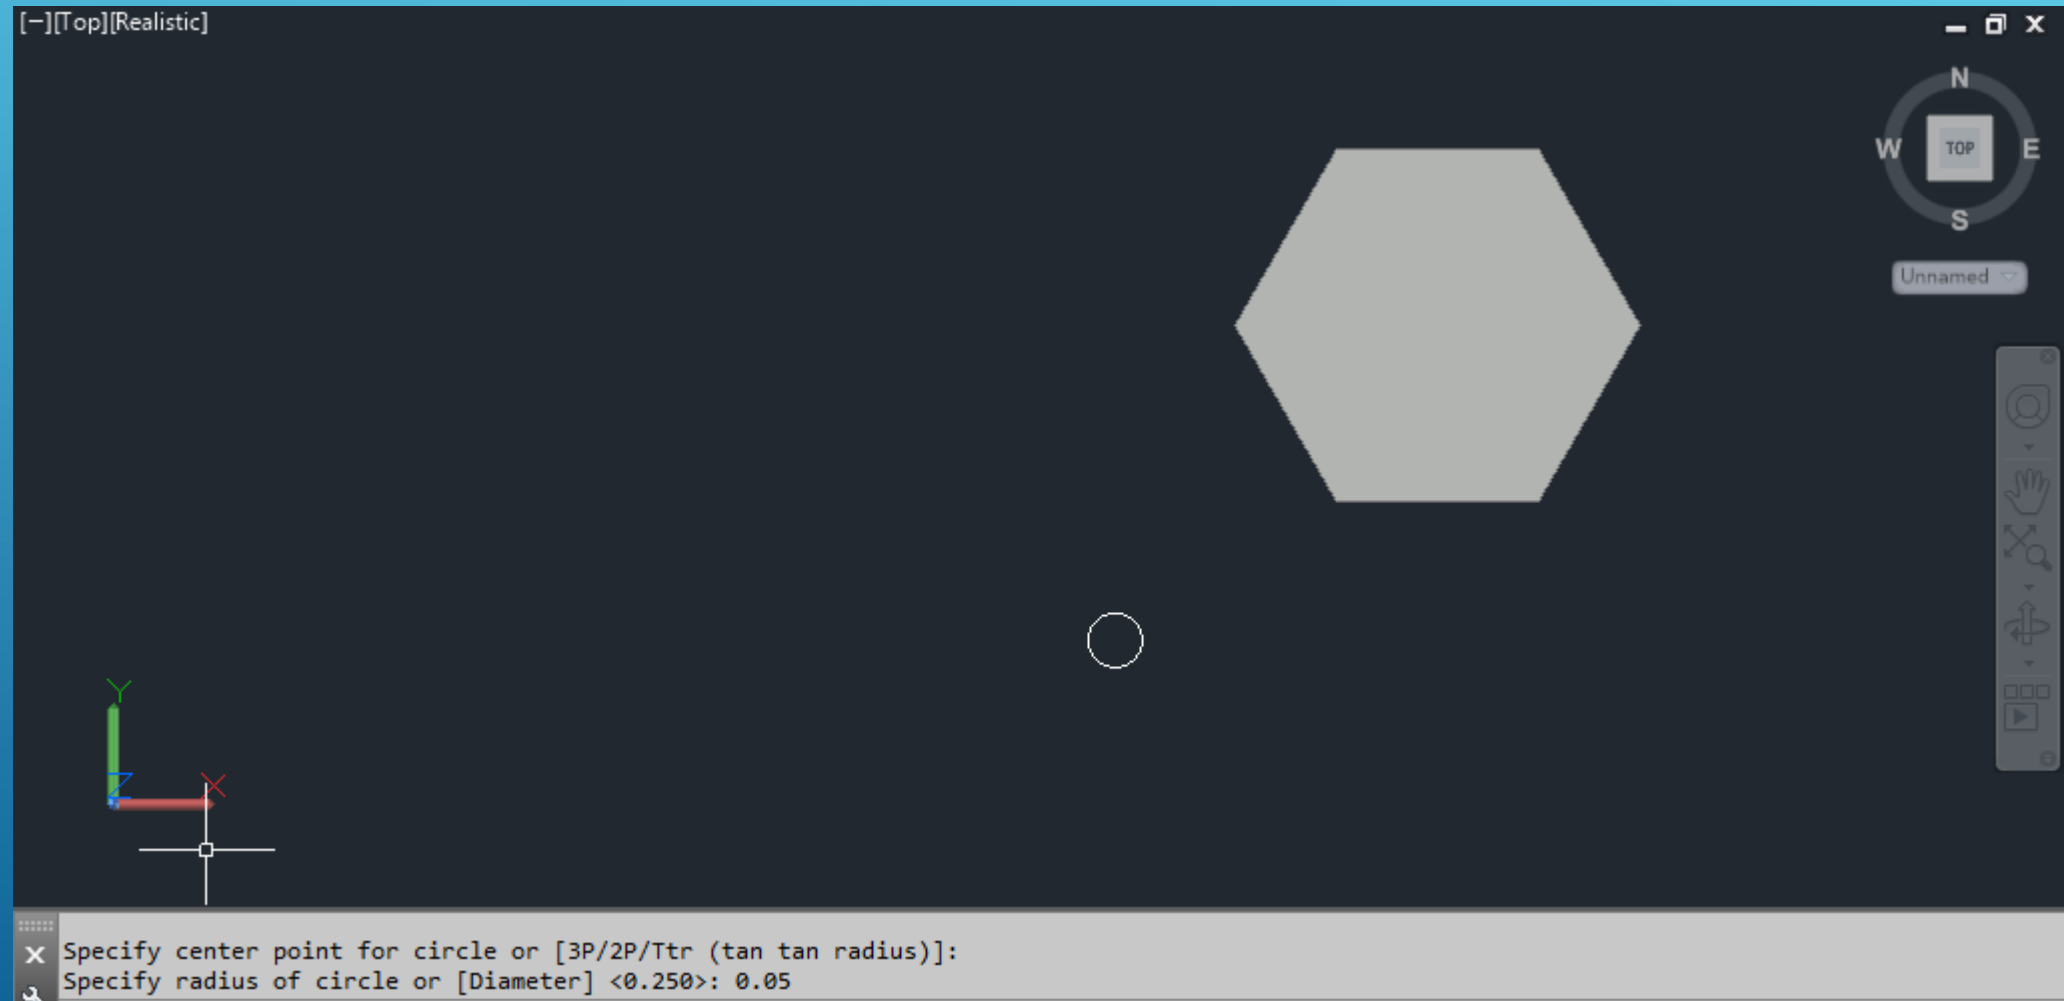 [−][Top][Realistic]
N
W
TOP
E
S
Unnamed
Y
Z
X
Specify center point for circle or [3P/2P/Ttr (tan tan radius)]:
Specify radius of circle or [Diameter] <0.250>: 0.05